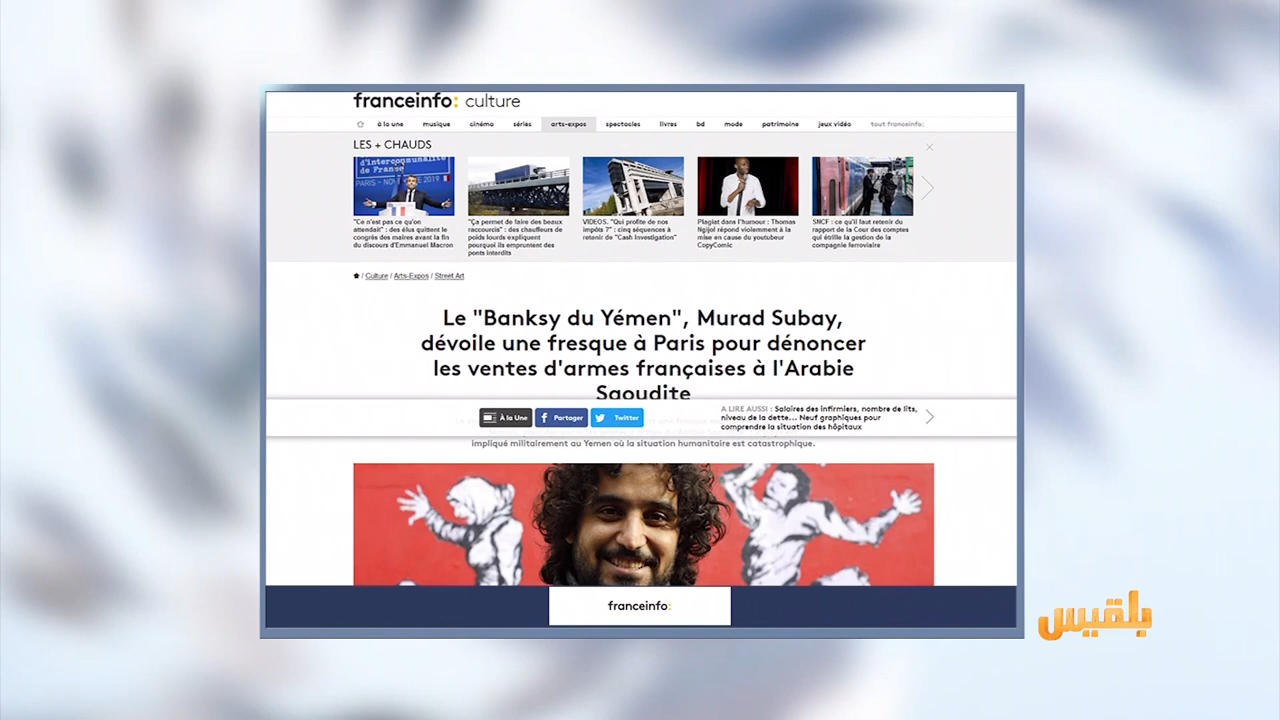 franceinfo: culture
à la une musique cinéma séries arts-expos spectacles livres bd mode patrimoine jeux vidéo tout franceinfo:
LES + CHAUDS
d'intercommunalité
de France
PARIS - NOVEMBRE 2019
"Ce n'est pas ce qu'on
attendait" : des élus quittent le
congrès des maires avant la fin
du discours d'Emmanuel Macron
"Ça permet de faire des beaux
raccourcis" : des chauffeurs de
poids lourds expliquent
pourquoi ils empruntent des
ponts interdits
VIDEOS. "Qui profite de nos
impôts ?" : cinq séquences à
retenir de "Cash Investigation"
Plagiat dans l'humour : Thomas
Ngijol répond violemment à la
mise en cause du youtubeur
CopyComic
SNCF : ce qu'il faut retenir du
rapport de la Cour des comptes
qui étrille la gestion de la
compagnie ferroviaire
/ Culture / Arts-Expos / Street Art
Le "Banksy du Yémen", Murad Subay,
dévoile une fresque à Paris pour dénoncer
les ventes d'armes françaises à l'Arabie
Saoudite
À la Une
Partager
Twitter
A LIRE AUSSI : Salaires des infirmiers, nombre de lits,
niveau de la dette... Neuf graphiques pour
comprendre la situation des hôpitaux
impliqué militairement au Yemen où la situation humanitaire est catastrophique.
franceinfo:
بلقيس